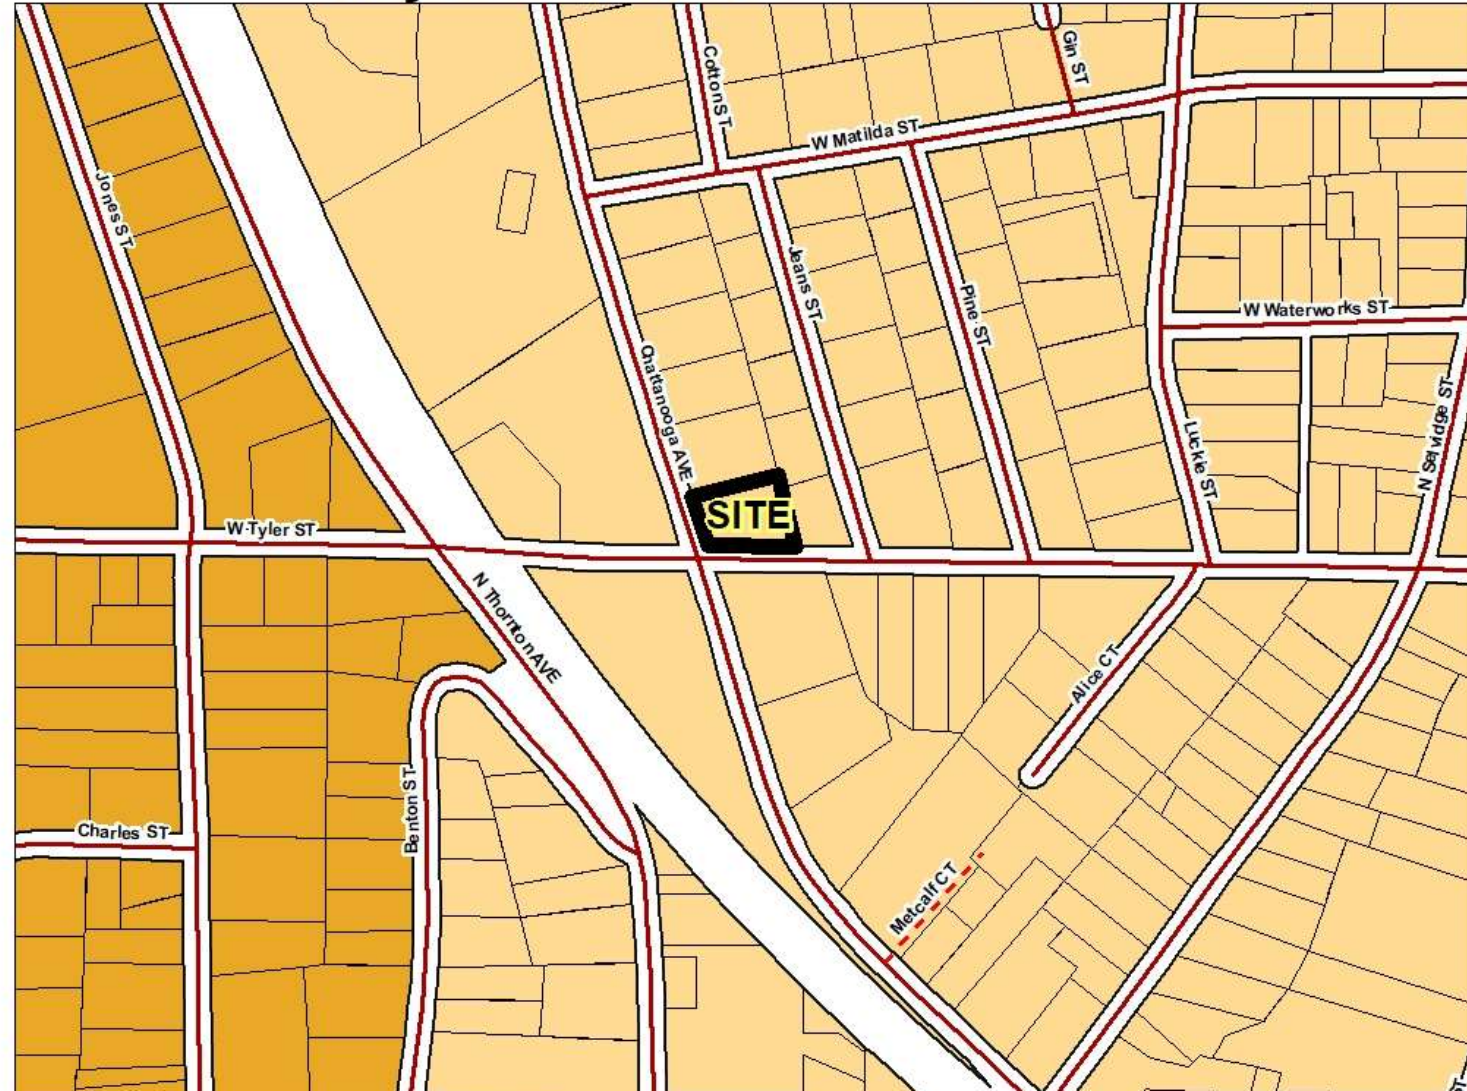 Gin ST
Cotton ST
W Matilda ST
Jones ST
Jeans ST
Pine ST
W Waterworks ST
Chattanooga AVE
N Selvidge ST
Luckie ST
SITE
W Tyler ST
N Thornton AVE
Alice CT
Benton ST
Charles ST
Metcalf CT
ST